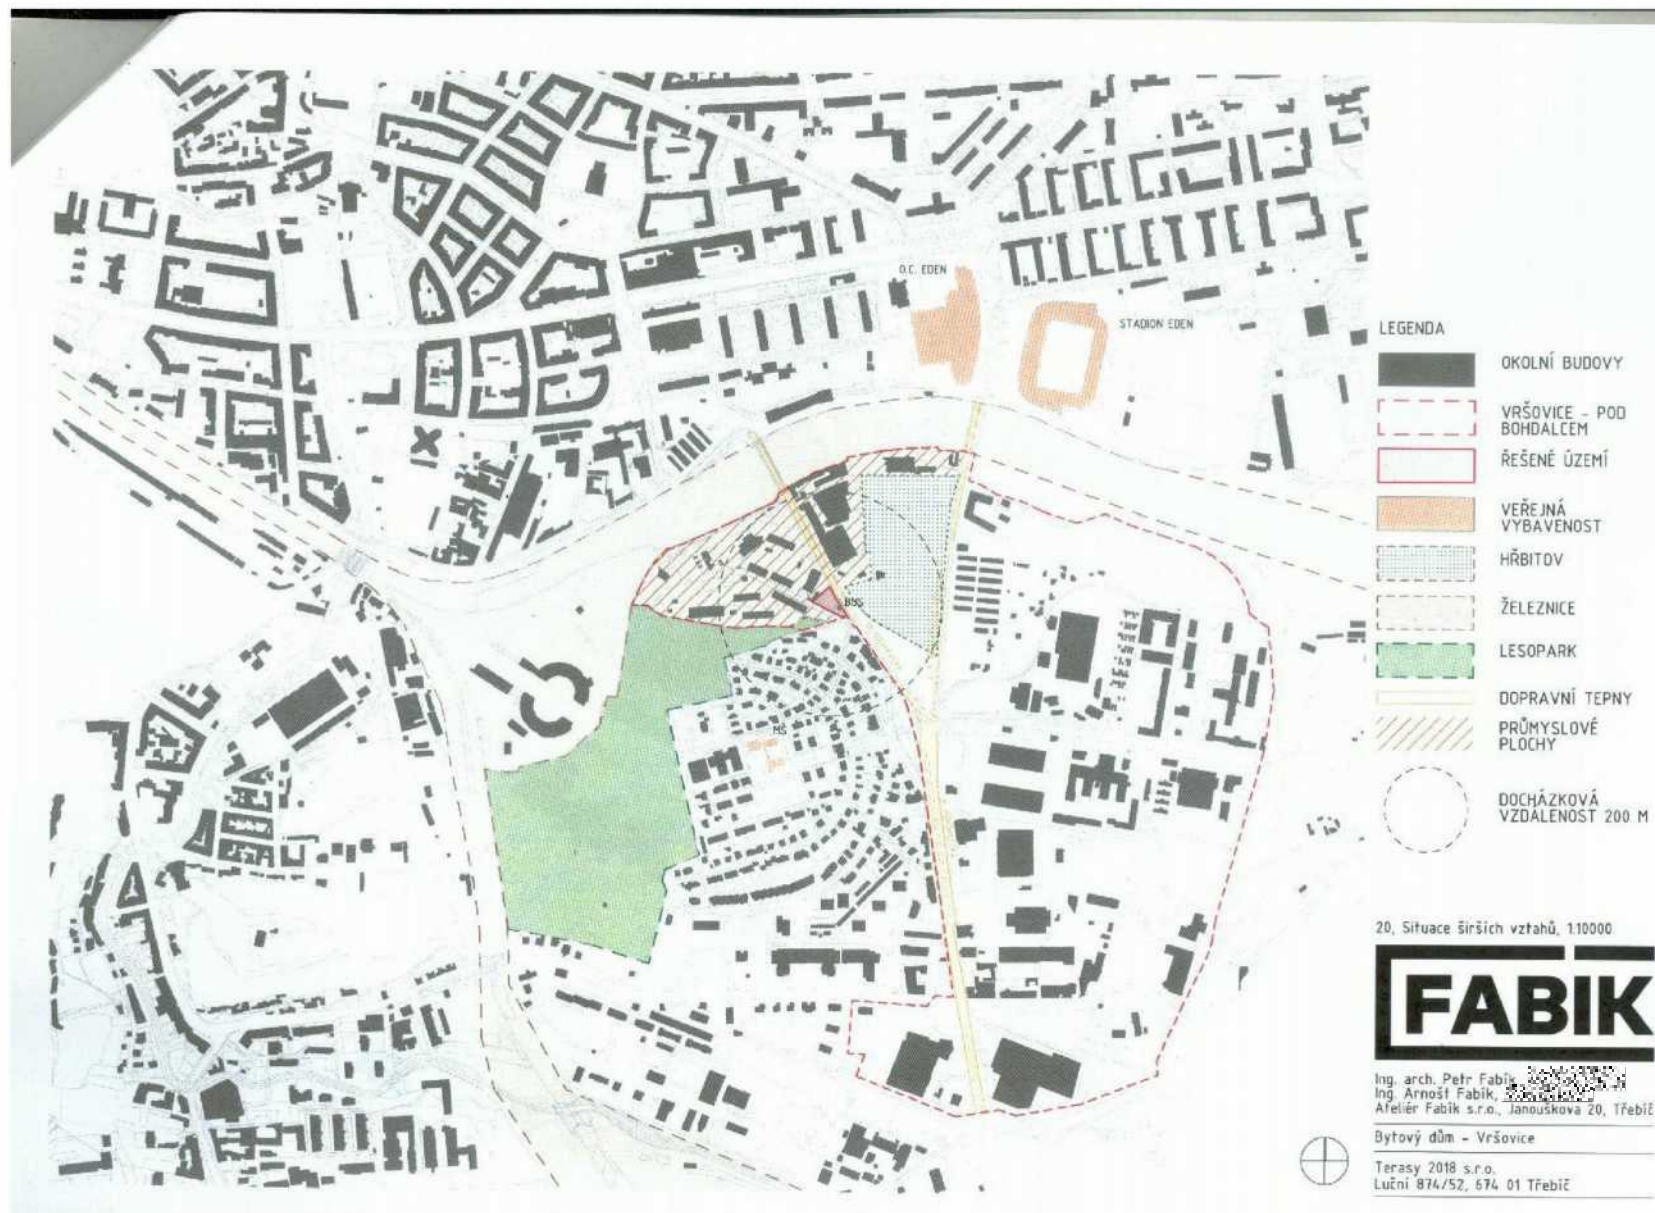 O.C. EDEN
STADION EDEN
BUS
MŠ
LEGENDA
OKOLNÍ BUDOVY
VRŠOVICE - POD
BOHDALCEM
ŘEŠENÉ ÚZEMÍ
VEŘEJNÁ
VYBAVENOST
HŘBITOV
ŽELEZNICE
LESOPARK
DOPRAVNÍ TEPNY
PRŮMYSLOVÉ
PLOCHY
DOCHÁZKOVÁ
VZDÁLENOST 200 M
20, Situace širších vztahů, 1:10000
FABIK
Ing. arch. Petr Fabík,
Ing. Arnošt Fabík,
Ateliér Fabík s.r.o., Janouškova 20, Třebíč
Bytový dům - Vršovice
Terasy 2018 s.r.o.
Luční 874/52, 674 01 Třebíč